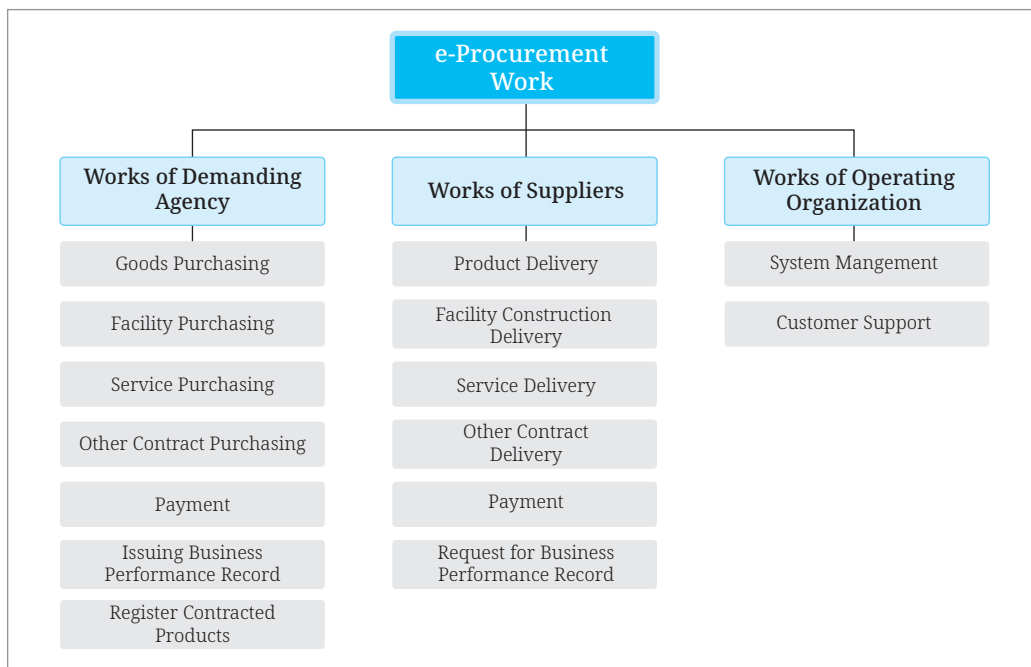 e-Procurement
Work
Works of Demanding
Agency
Goods Purchasing
Facility Purchasing
Service Purchasing
Other Contract Purchasing
Payment
Issuing Business
Performance Record
Register Contracted
Products
Works of Suppliers
Product Delivery
Facility Construction
Delivery
Service Delivery
Other Contract
Delivery
Payment
Request for Business
Performance Record
Works of Operating
Organization
System Mangement
Customer Support